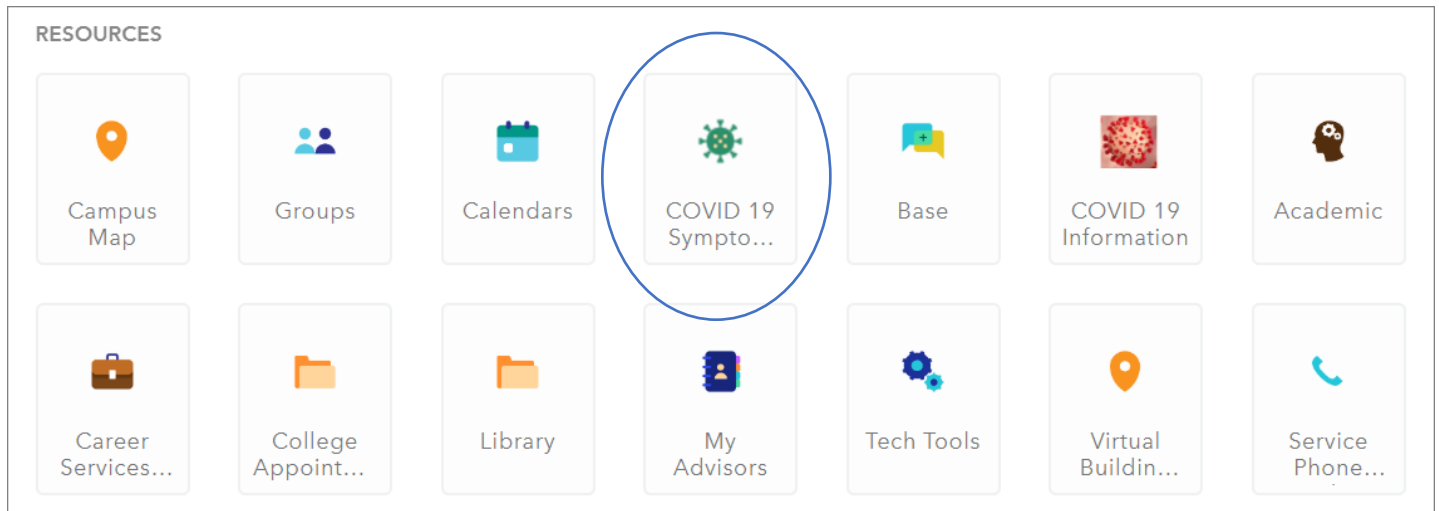 RESOURCES
Campus
Map
Groups
Calendars
COVID 19
Sympto...
Base
COVID 19
Information
Academic
Career
Services...
College
Appoint...
Library
My
Advisors
Tech Tools
Virtual
Buildin...
Service
Phone...